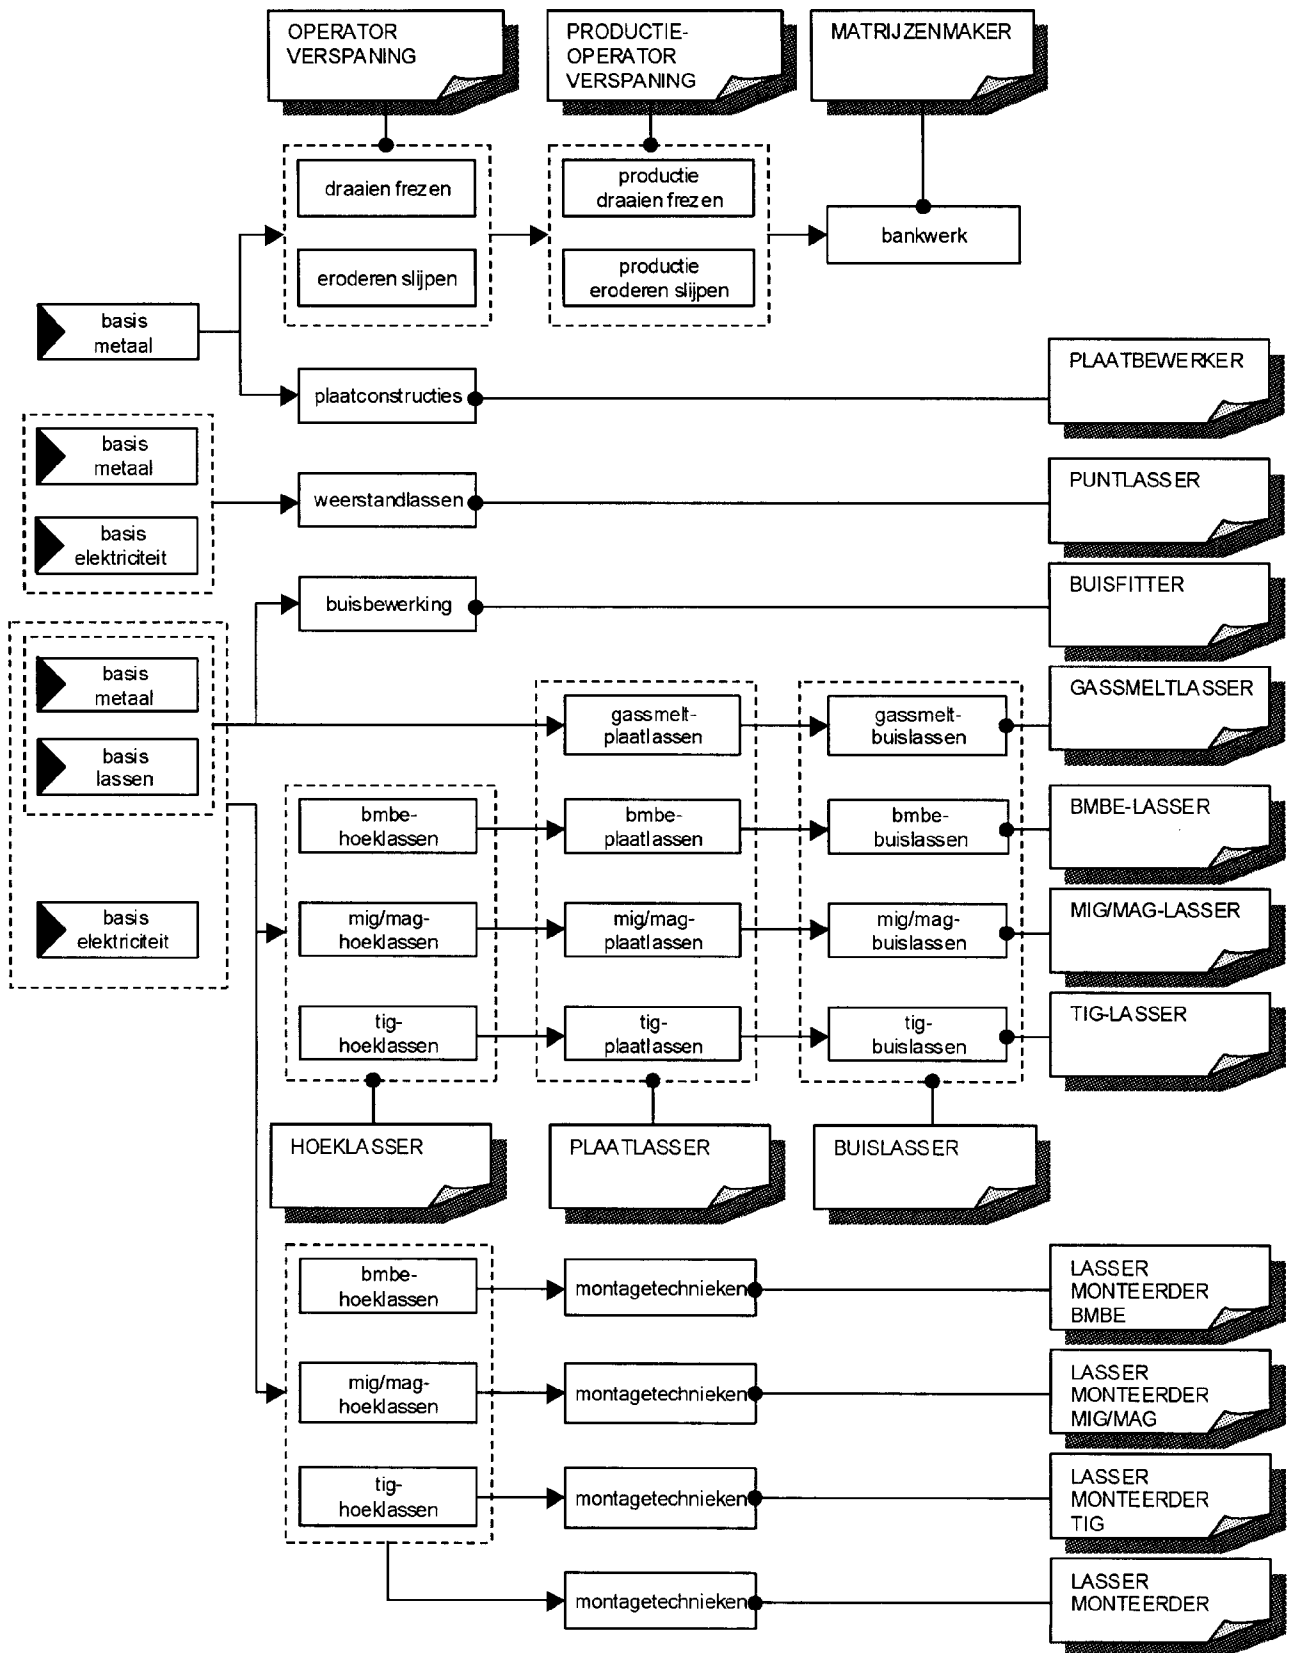 OPERATOR
VERSPANING
PRODUCTIE-
OPERATOR
VERSPANING
MATRIJZENMAKER
draaien frezen
productie
draaien frezen
bankwerk
eroderen slijpen
productie
eroderen slijpen
basis
metaal
plaatconstructies
PLAATBEWERKER
basis
metaal
basis
elektriciteit
weerstandlassen
PUNTLASSER
buisbewerking
BUISFITTER
basis
metaal
basis
lassen
basis
elektriciteit
gassmelt-
plaatlassen
gassmelt-
buislassen
GASSMELTLASSER
bmbe-
hoeklassen
bmbe-
plaatlassen
bmbe-
buislassen
BMBE-LASSER
mig/mag-
hoeklassen
mig/mag-
plaatlassen
mig/mag-
buislassen
MIG/MAG-LASSER
tig-
hoeklassen
tig-
plaatlassen
tig-
buislassen
TIG-LASSER
HOEKLASSER
PLAATLASSER
BUISLASSER
bmbe-
hoeklassen
montagetechnieken
LASSER
MONTEERDER
BMBE
mig/mag-
hoeklassen
montagetechnieken
LASSER
MONTEERDER
MIG/MAG
tig-
hoeklassen
montagetechnieken
LASSER
MONTEERDER
TIG
montagetechnieken
LASSER
MONTEERDER